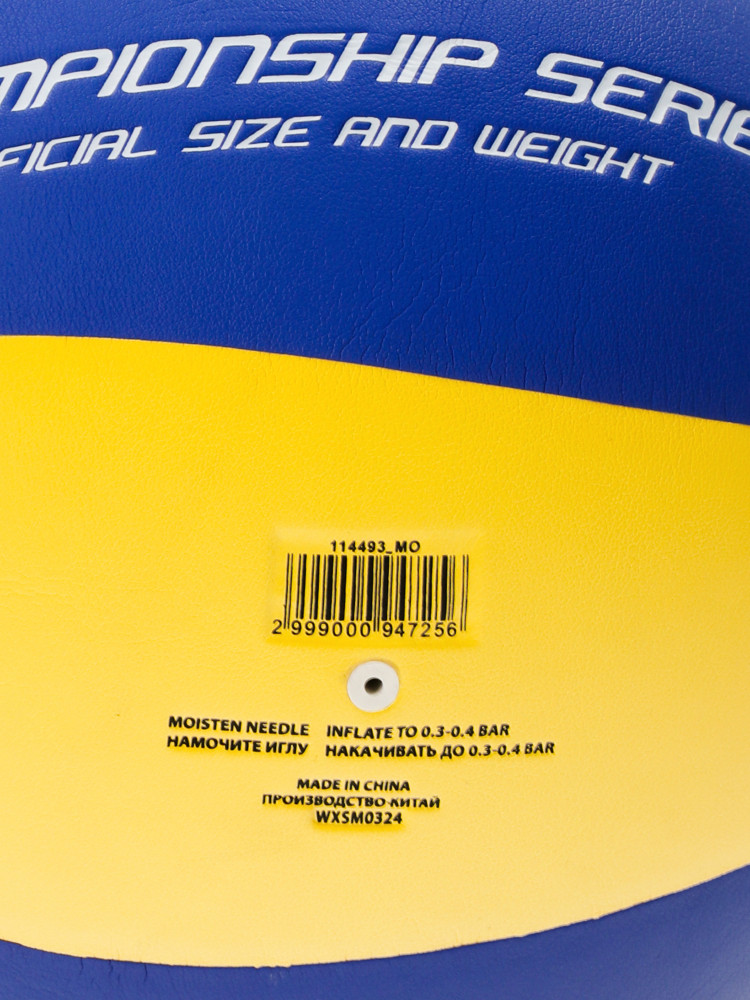 MPIONSHIP SERIE
FICIAL SIZE AND WEIGHT
114493_MO
2 999000 947256
MOISTEN NEEDLE INFLATE TO 0.3-0.4 BAR
НАМОЧИТЕ ИГЛУ НАКАЧИВАТЬ ДО 0.3-0.4 BAR
MADE IN CHINA
ПРОИЗВОДСТВО-КИТАЙ
WXSM0324